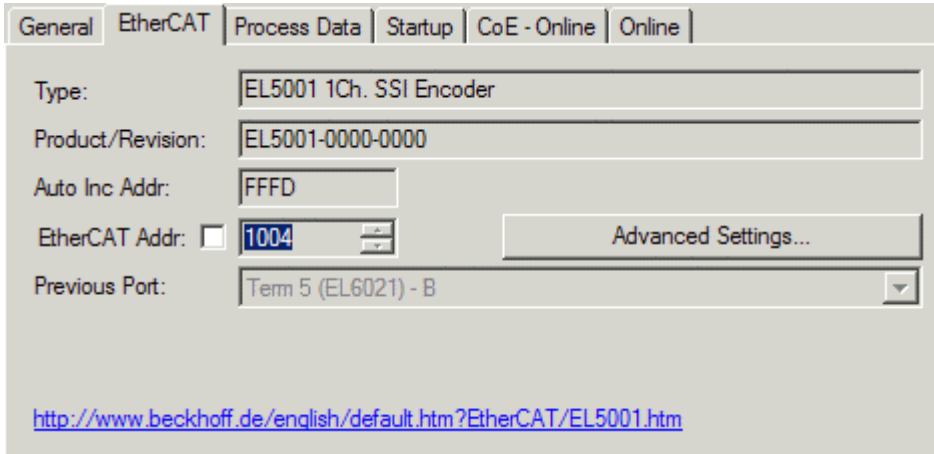 General EtherCAT Process Data Startup CoE - Online Online
Type: EL5001 1Ch. SSI Encoder
Product/Revision: EL5001-0000-0000
Auto Inc Addr: FFFD
EtherCAT Addr: 1004 Advanced Settings...
Previous Port: Term 5 (EL6021) - B
http://www.beckhoff.de/english/default.htm?EtherCAT/EL5001.htm